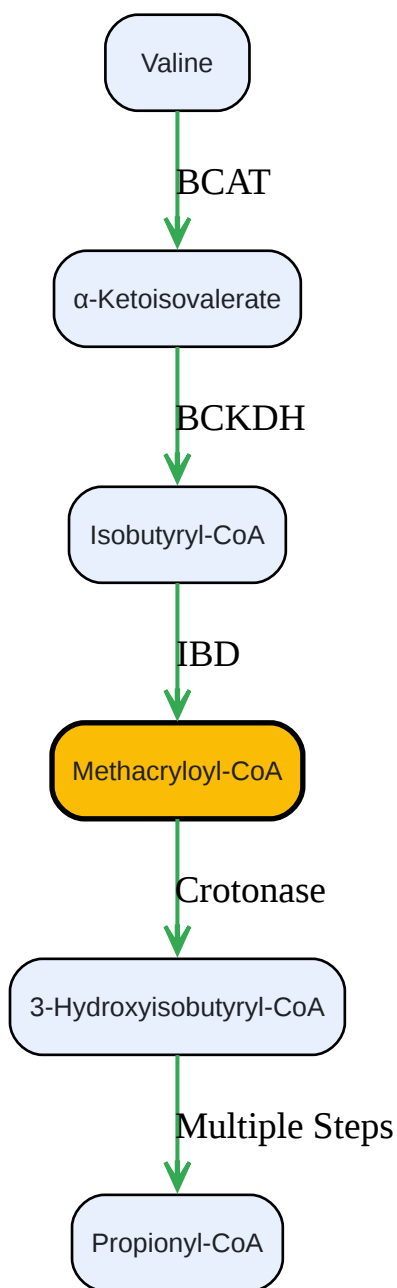 Valine
BCAT
α-Ketoisovalerate
BCKDH
Isobutyryl-CoA
IBD
Methacryloyl-CoA
Crotonase
3-Hydroxyisobutyryl-CoA
Multiple Steps
Propionyl-CoA